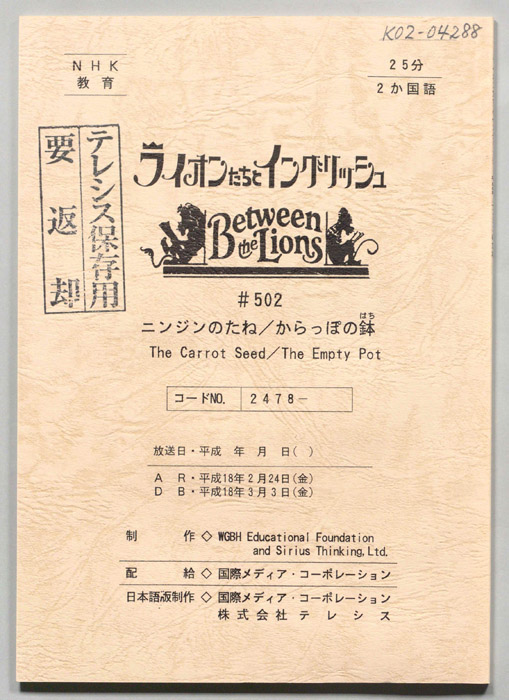 K02-04288
NHK
教育
25分
2か国語
テレシス保存用
要返却
ライオンたちとイングリッシュ
Between
the Lions
#502
ニンジンのたね／からっぽの鉢
はち
The Carrot Seed／The Empty Pot
コードNO. 2478-
放送日・平成 年 月 日( )
A R・平成18年2月24日(金)
D B・平成18年3月3日(金)
制 作◇WGBH Educational Foundation
and Sirius Thinking, Ltd.
配 給◇国際メディア・コーポレーション
日本語版制作◇国際メディア・コーポレーション
株式会社テレシス